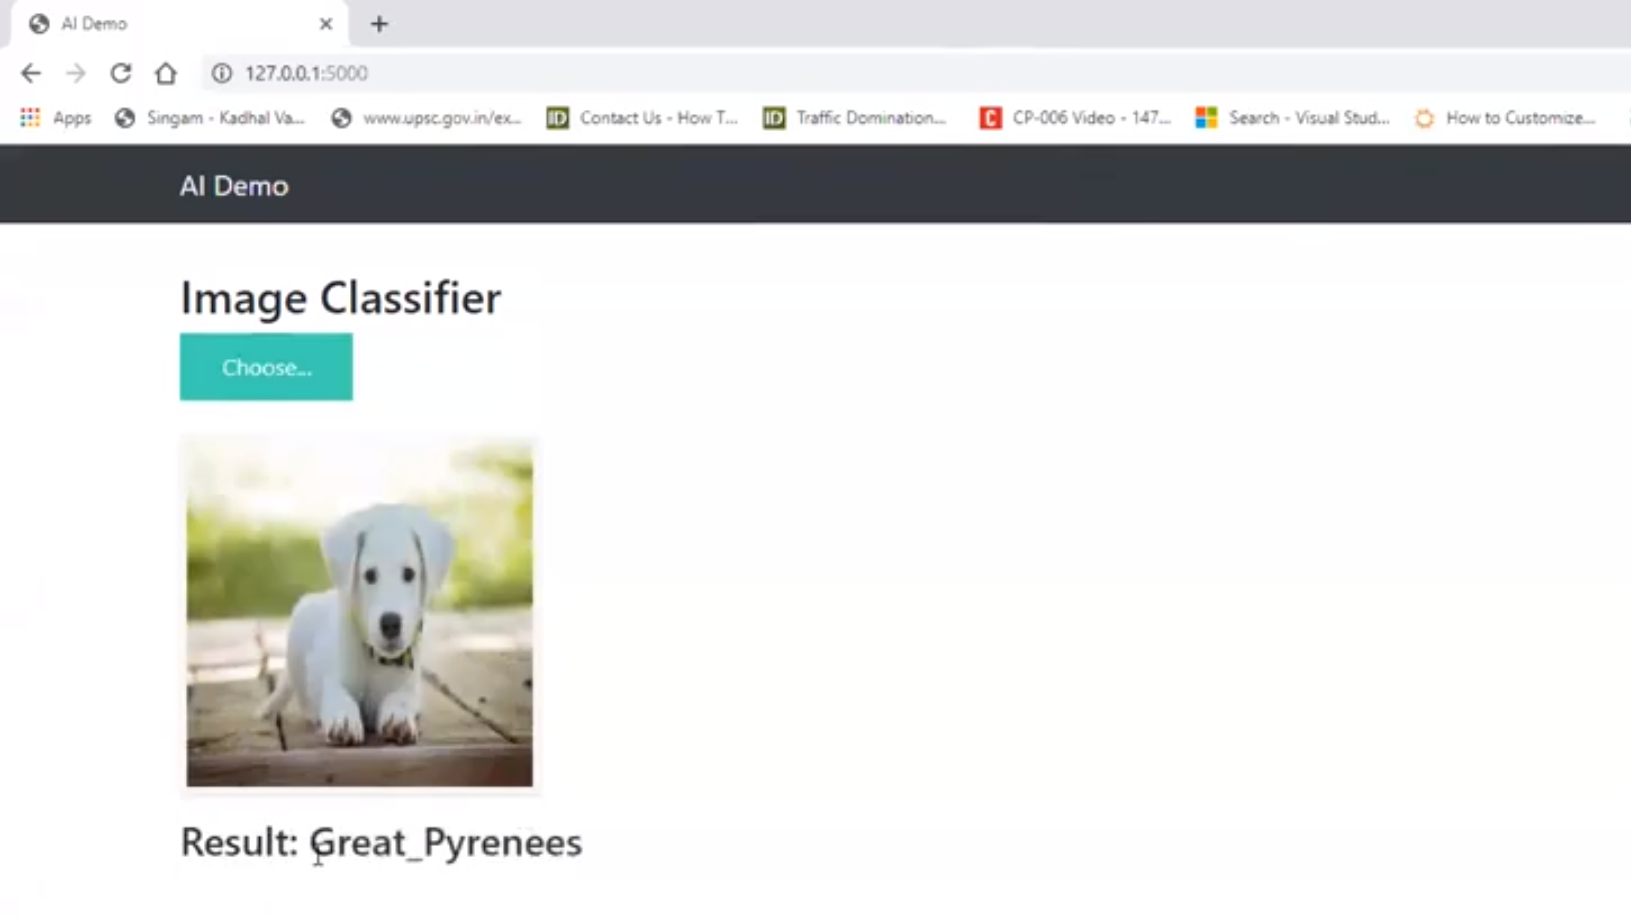 AI Demo
127.0.0.1:5000
Apps Singam - Kadhal Va... www.upsc.gov.in/ex... ID Contact Us - How T... ID Traffic Domination... C CP-006 Video - 147... Search - Visual Stud... How to Customize...
AI Demo
Image Classifier
Choose...
Result: Great_Pyrenees